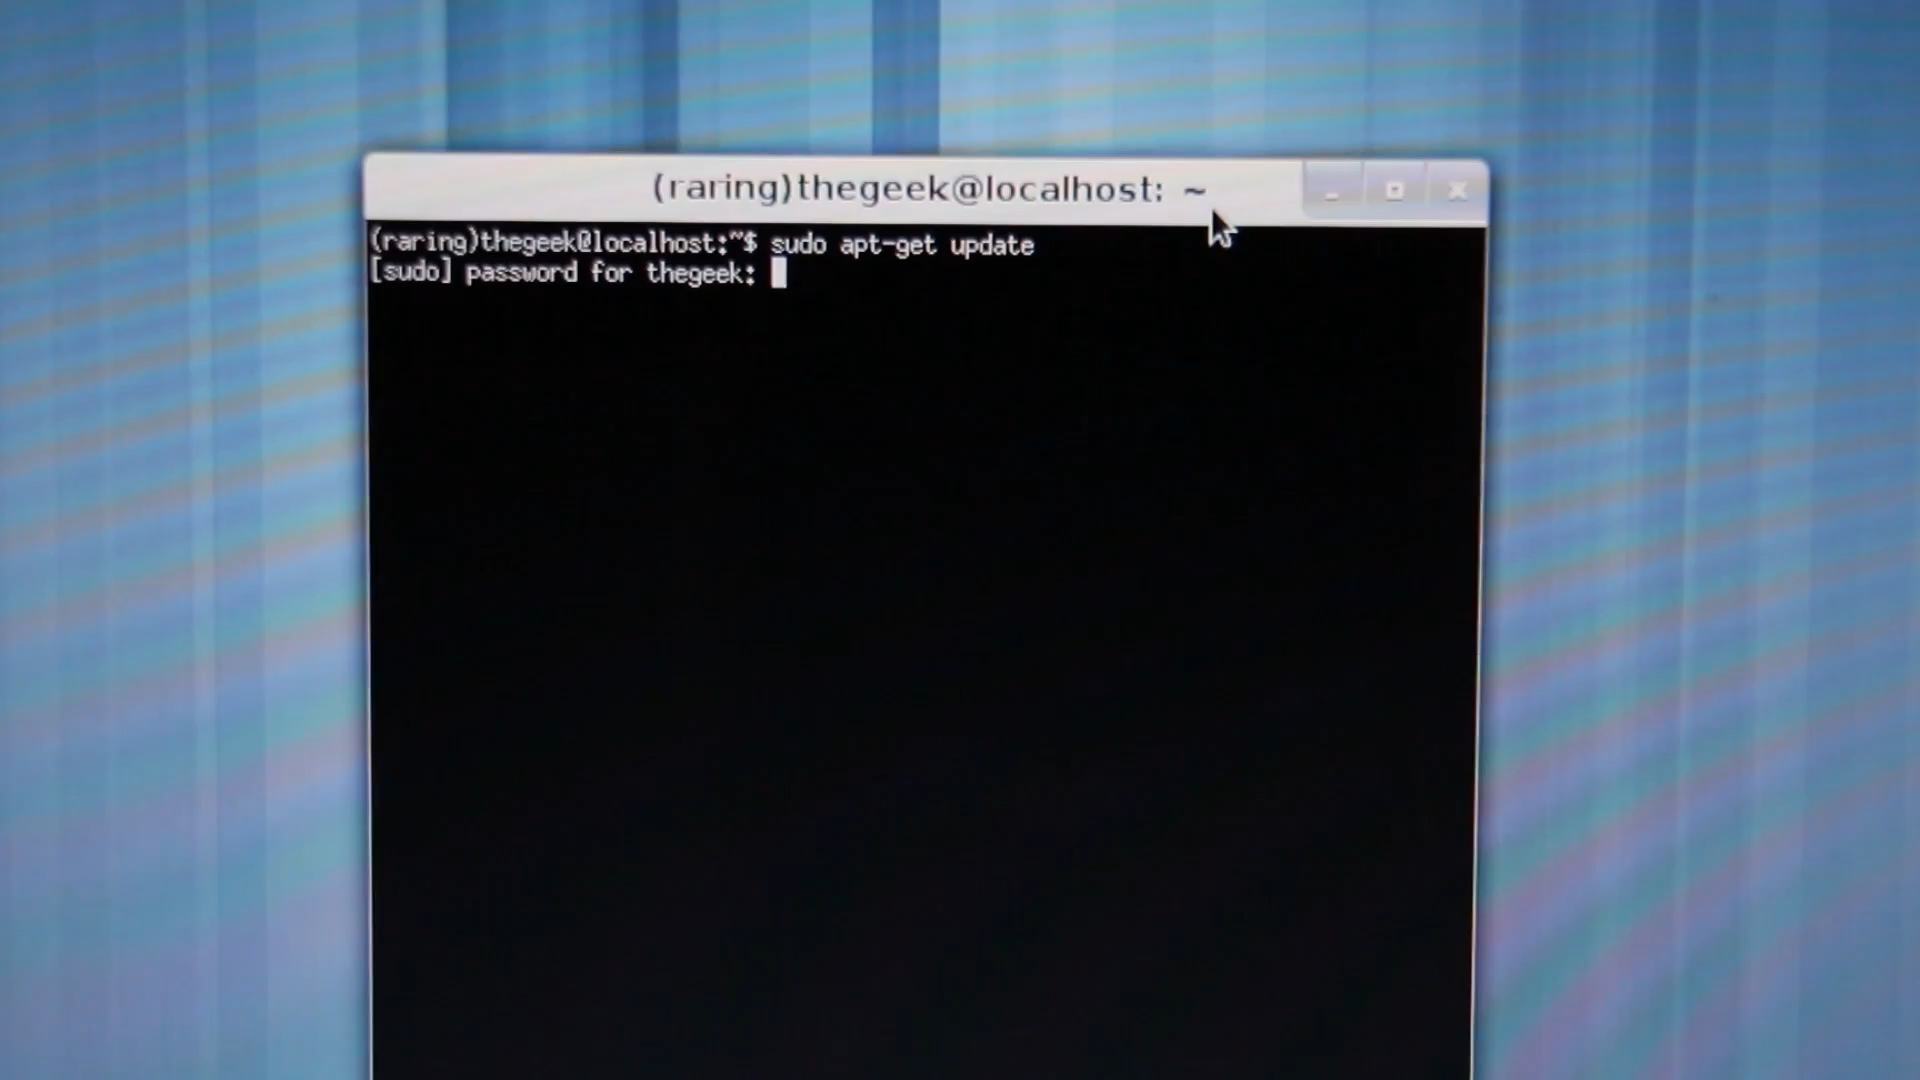 (raring)thegeek@localhost: ~
(raring)thegeek@localhost:~$ sudo apt-get update
[sudo] password for thegeek: